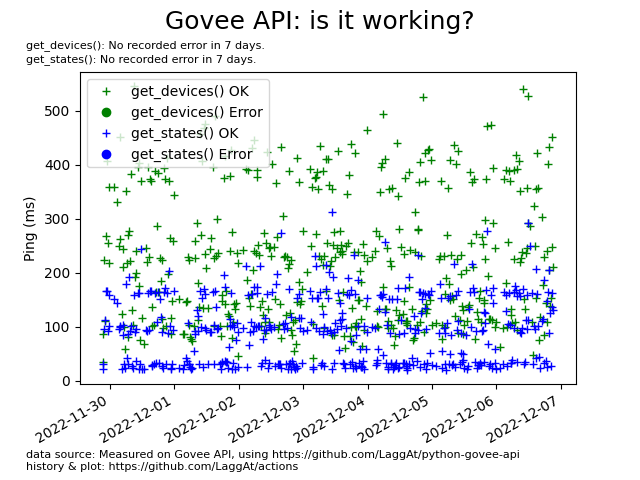 Govee API: is it working?
get_devices(): No recorded error in 7 days.
get_states(): No recorded error in 7 days.
get_devices() OK
get_devices() Error
get_states() OK
get_states() Error
Ping (ms)
500
400
300
200
100
0
2022-11-30
2022-12-01
2022-12-02
2022-12-03
2022-12-04
2022-12-05
2022-12-06
2022-12-07
data source: Measured on Govee API, using https://github.com/LaggAt/python-govee-api
history & plot: https://github.com/LaggAt/actions